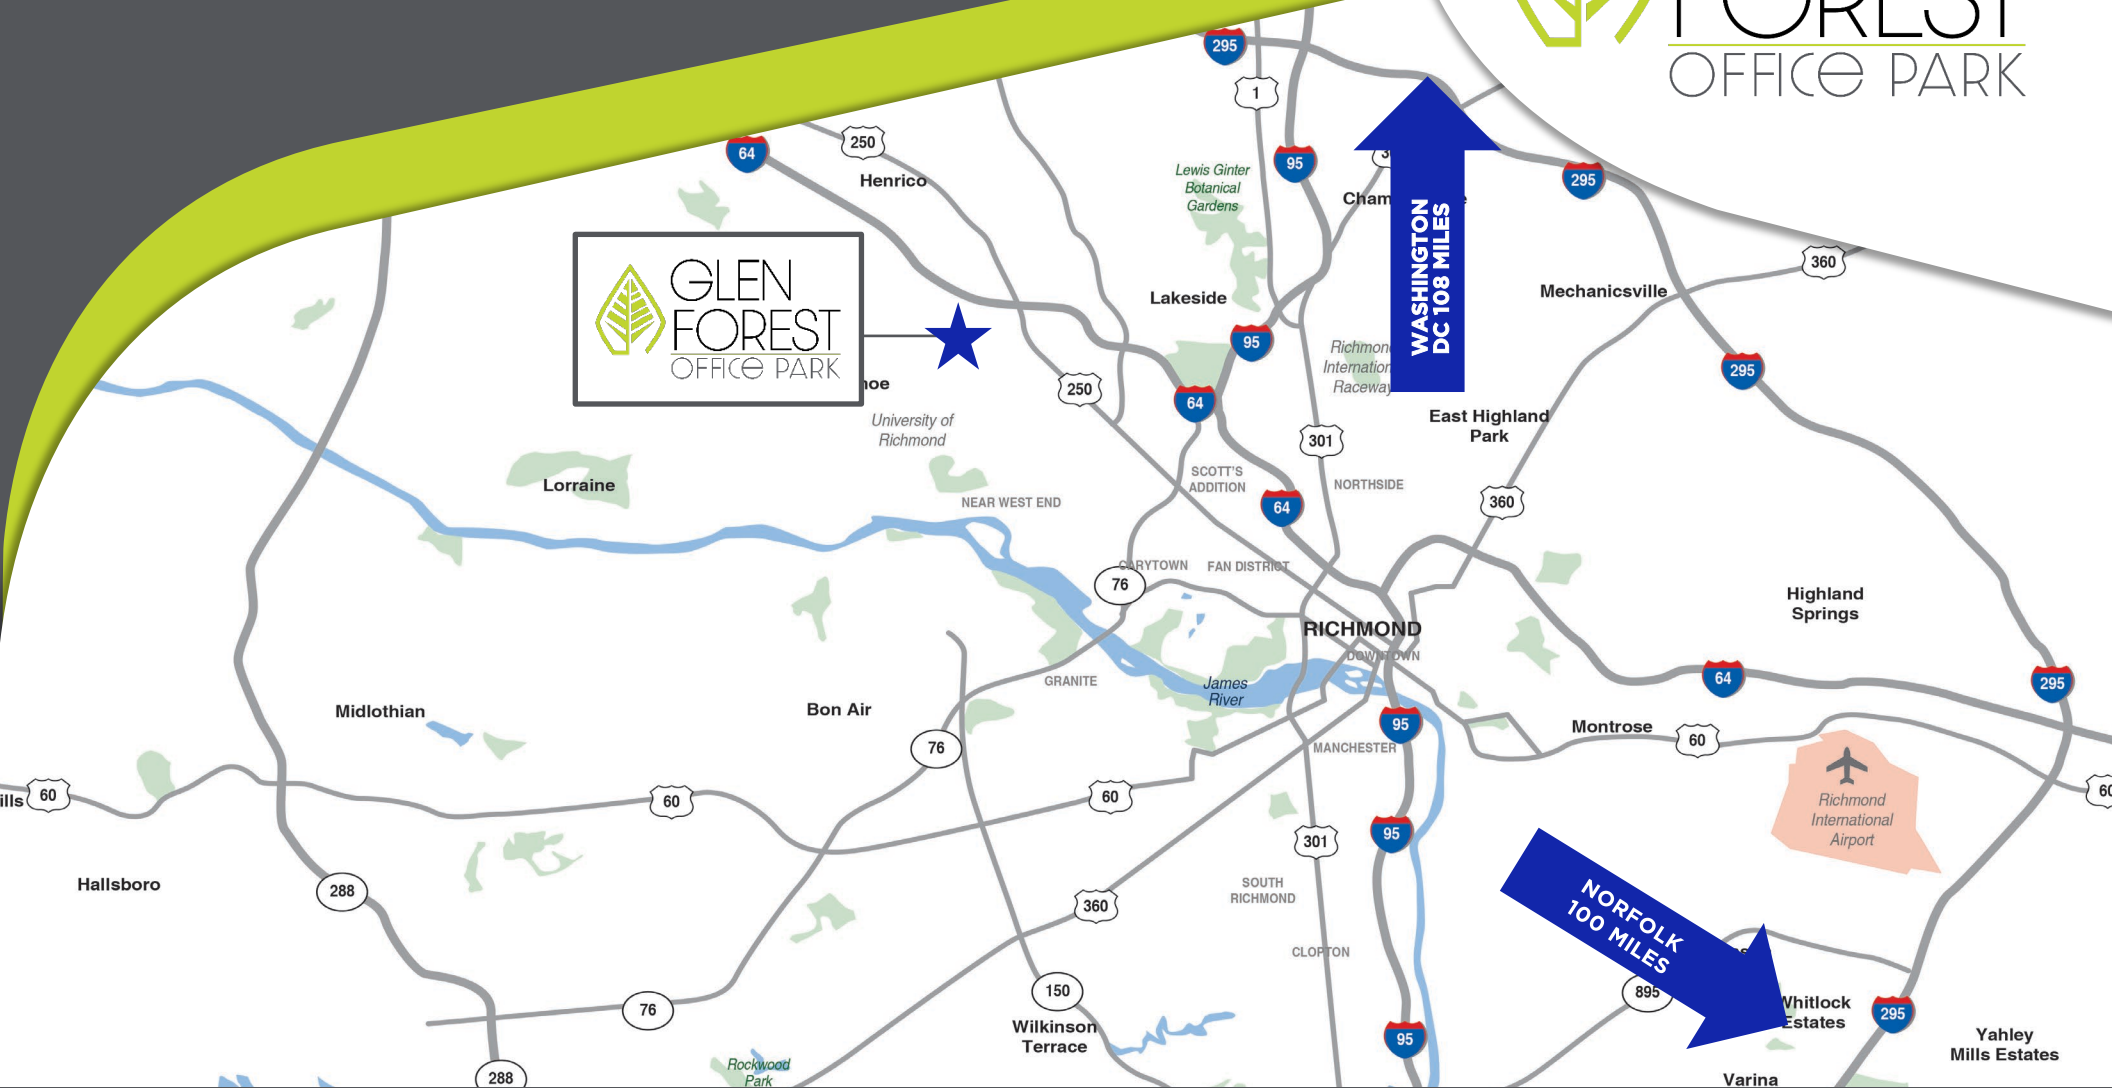 FOREST
OFFICE PARK
295
1
250
64
Henrico
95
Lewis Ginter
Botanical
Gardens
295
WASHINGTON
DC 108 MILES
360
GLEN
FOREST
OFFICE PARK
Lakeside
Mechanicsville
95
Richmond
International
Raceway
295
250
64
University of
Richmond
East Highland
Park
301
SCOTT'S
ADDITION
NORTHSIDE
Lorraine
NEAR WEST END
64
360
CARYTOWN
FAN DISTRICT
76
Highland
Springs
RICHMOND
DOWNTOWN
GRANITE
James
River
64
295
Midlothian
Bon Air
95
Montrose
60
76
MANCHESTER
60
60
60
60
Richmond
International
Airport
95
301
Hallsboro
288
SOUTH
RICHMOND
360
NORFOLK
100 MILES
CLOPTON
150
895
Whitlock
Estates
295
76
Wilkinson
Terrace
95
Yahley
Mills Estates
Rockwood
Park
288
Varina